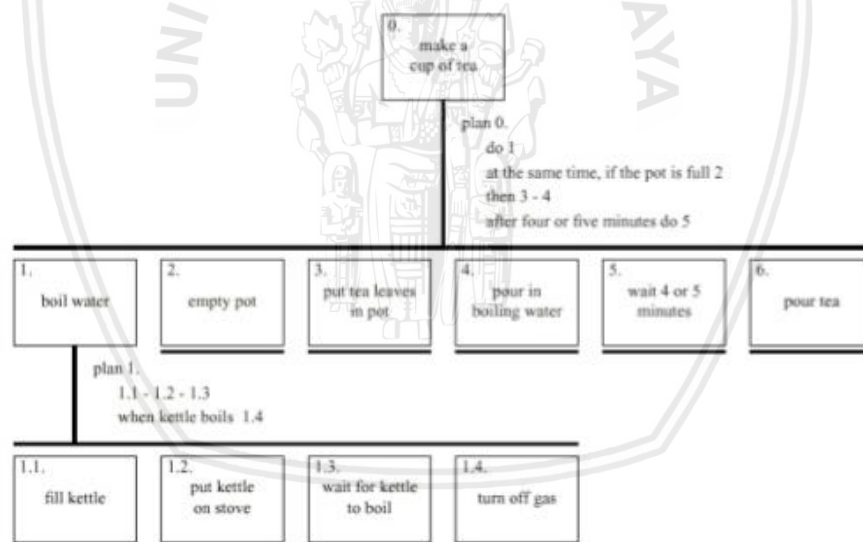 UNI
AYA
0.
make a
cup of tea
plan 0.
do 1
at the same time, if the pot is full 2
then 3 - 4
after four or five minutes do 5
1.
boil water
2.
empty pot
3.
put tea leaves
in pot
4.
pour in
boiling water
5.
wait 4 or 5
minutes
6.
pour tea
plan 1.
1.1 - 1.2 - 1.3
when kettle boils 1.4
1.1.
fill kettle
1.2.
put kettle
on stove
1.3.
wait for kettle
to boil
1.4.
turn off gas